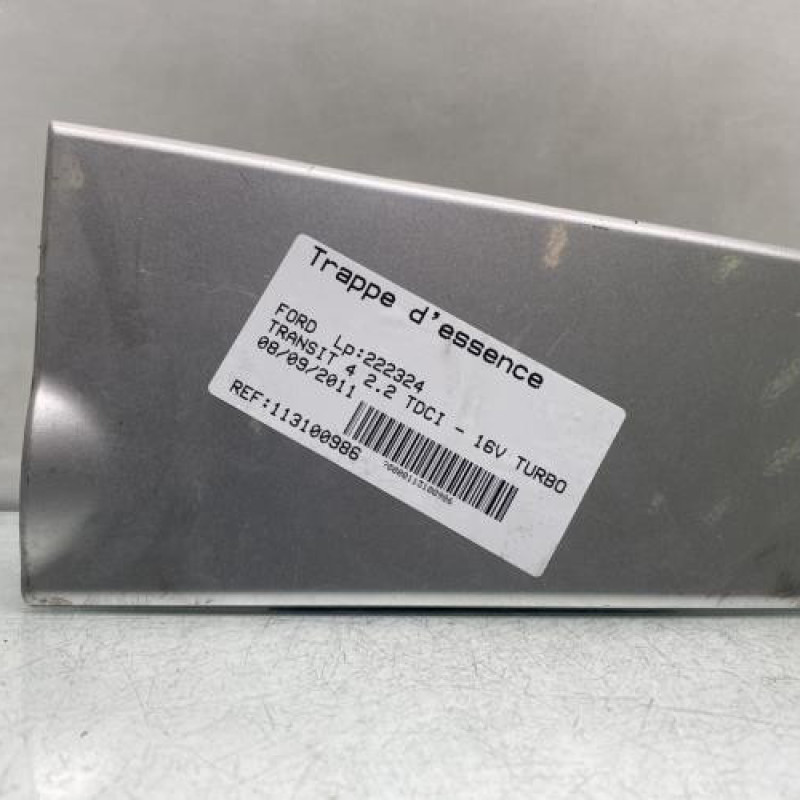 Trappe d'essence
FORD Lp:222324
TRANSIT 4 2.2 TDCI - 16V TURBO
08/09/2011
REF:113100986